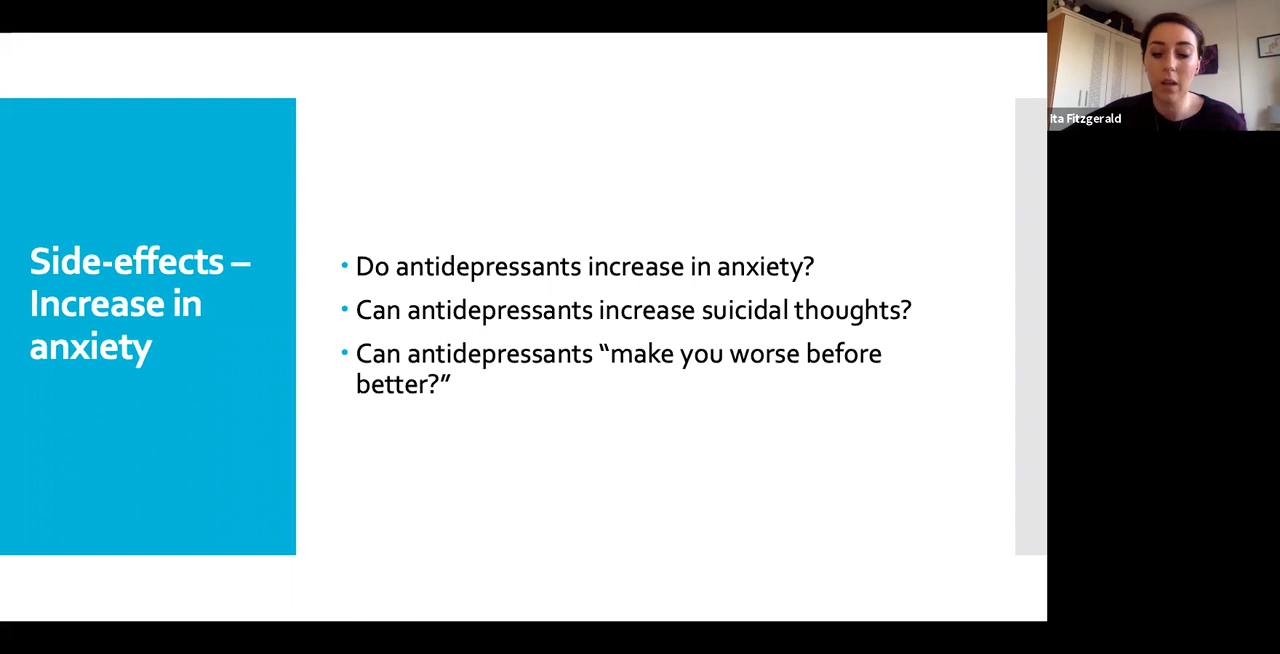 Side-effects –
Increase in
anxiety
• Do antidepressants increase in anxiety?
• Can antidepressants increase suicidal thoughts?
• Can antidepressants “make you worse before
better?”
Ita Fitzgerald